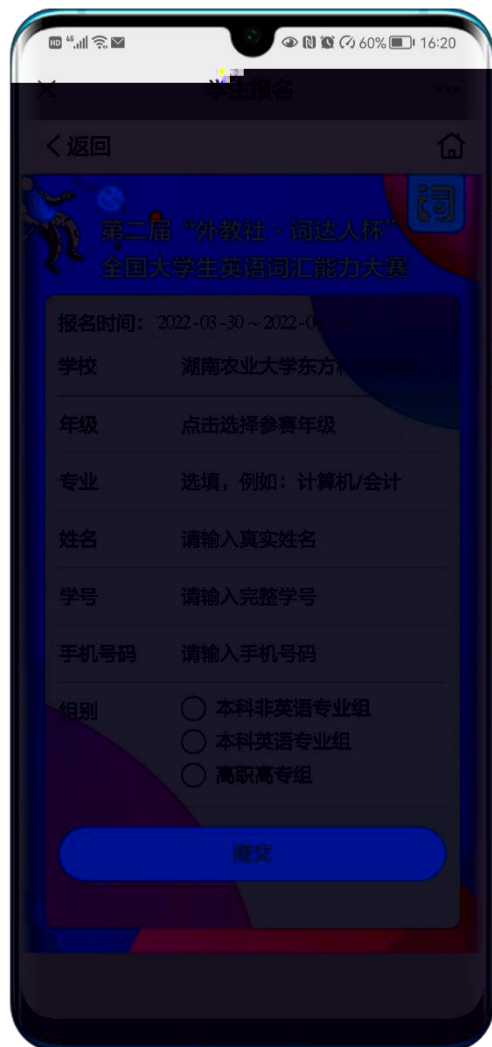 HD 46 60% 16:20
学生报名
返回
词
第二届“外教社·词达人杯”
全国大学生英语词汇能力大赛
报名时间： 2022-03-30 ~ 2022-0
学校 湖南农业大学东方
年级 点击选择参赛年级
专业 选填，例如：计算机/会计
姓名 请输入真实姓名
学号 请输入完整学号
手机号码 请输入手机号码
组别 本科非英语专业组
本科英语专业组
高职高专组
提交